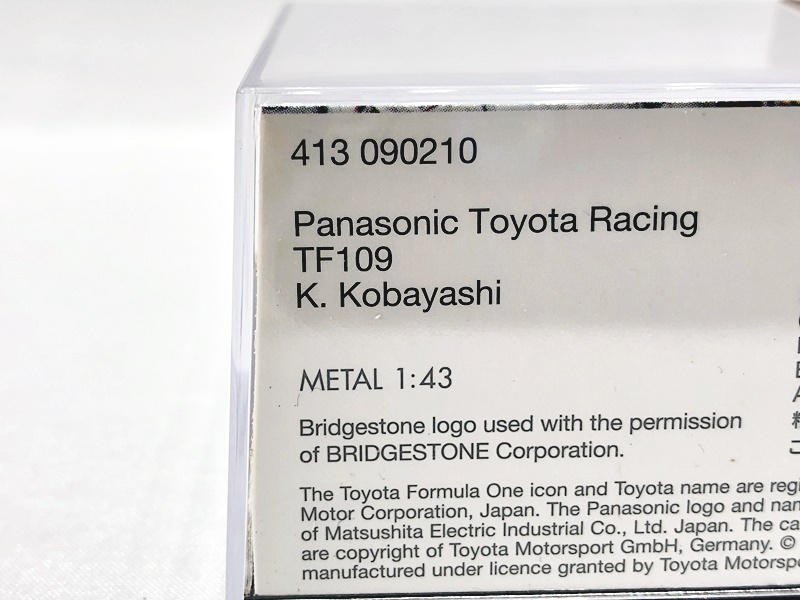 413 090210
Panasonic Toyota Racing
TF109
K. Kobayashi
METAL 1:43
Bridgestone logo used with the permission
of BRIDGESTONE Corporation.
The Toyota Formula One icon and Toyota name are
Motor Corporation, Japan. The Panasonic logo and
of Matsushita Electric Industrial Co., Ltd. Japan. The
are copyright of Toyota Motorsport GmbH, Germany. ©
manufactured under licence granted by Toyota